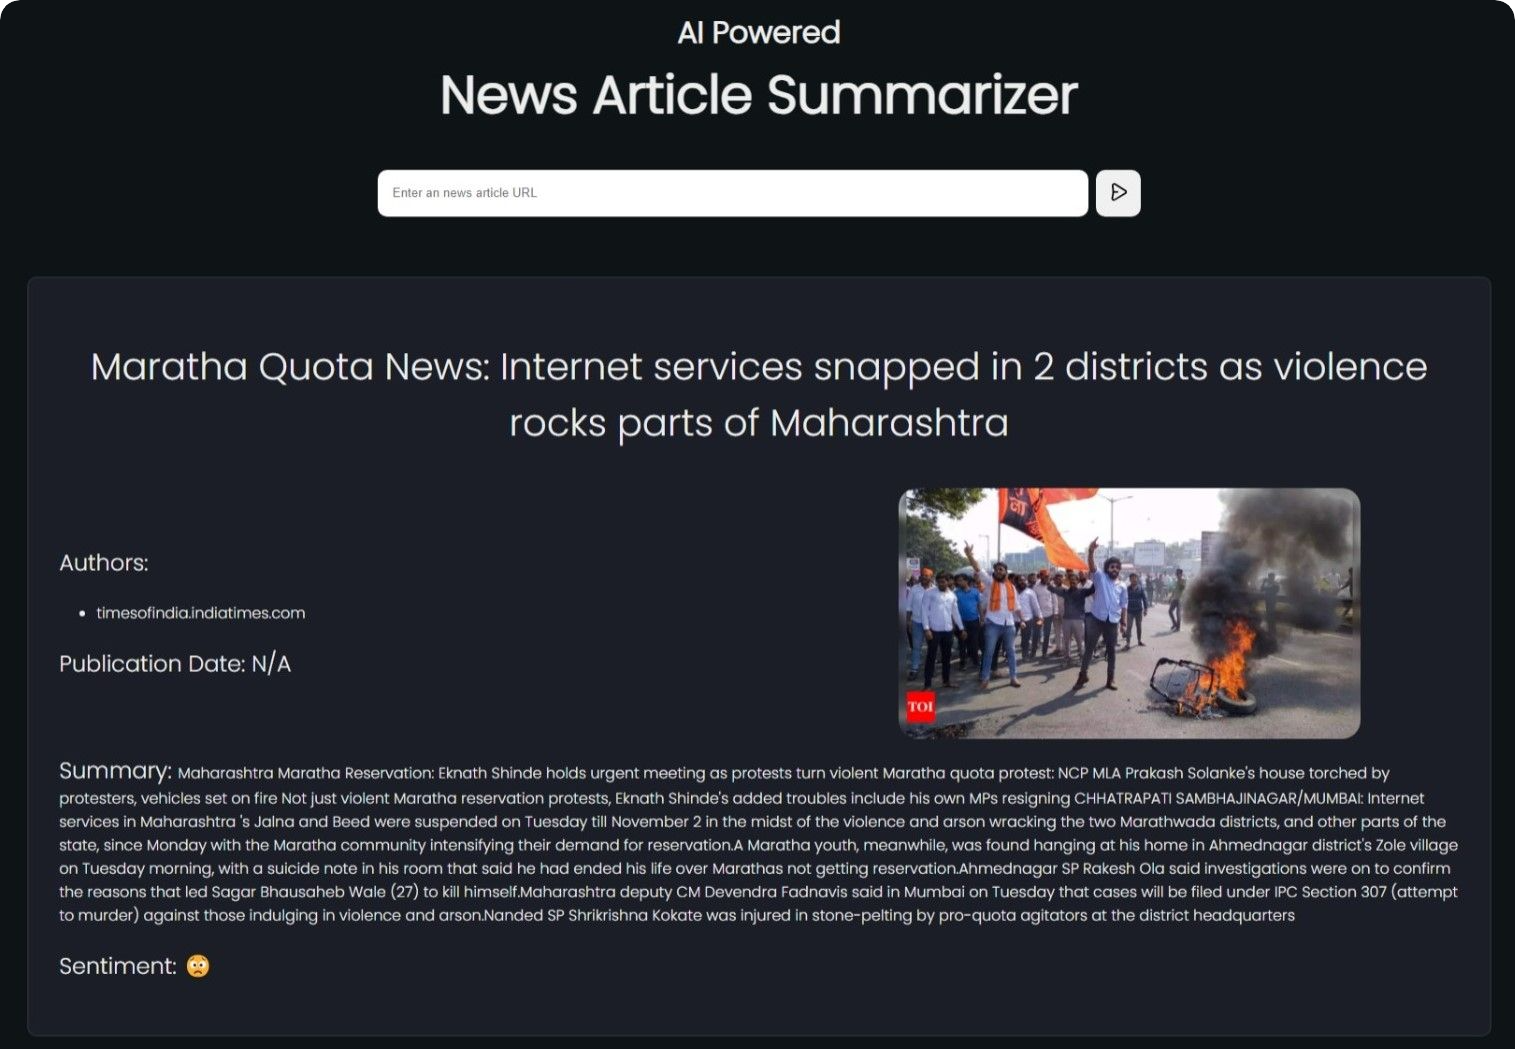 AI Powered
News Article Summarizer
Enter an news article URL
Maratha Quota News: Internet services snapped in 2 districts as violence
rocks parts of Maharashtra
Authors:
timesofindia.indiatimes.com
Publication Date: N/A
TOI
Summary: Maharashtra Maratha Reservation: Eknath Shinde holds urgent meeting as protests turn violent Maratha quota protest: NCP MLA Prakash Solanke's house torched by
protesters, vehicles set on fire Not just violent Maratha reservation protests, Eknath Shinde's added troubles include his own MPs resigning CHHATRAPATI SAMBHAJINAGAR/MUMBAI: Internet
services in Maharashtra 's Jalna and Beed were suspended on Tuesday till November 2 in the midst of the violence and arson wracking the two Marathwada districts, and other parts of the
state, since Monday with the Maratha community intensifying their demand for reservation.A Maratha youth, meanwhile, was found hanging at his home in Ahmednagar district's Zole village
on Tuesday morning, with a suicide note in his room that said he had ended his life over Marathas not getting reservation.Ahmednagar SP Rakesh Ola said investigations were on to confirm
the reasons that led Sagar Bhausaheb Wale (27) to kill himself.Maharashtra deputy CM Devendra Fadnavis said in Mumbai on Tuesday that cases will be filed under IPC Section 307 (attempt
to murder) against those indulging in violence and arson.Nanded SP Shrikrishna Kokate was injured in stone-pelting by pro-quota agitators at the district headquarters
Sentiment: 😳